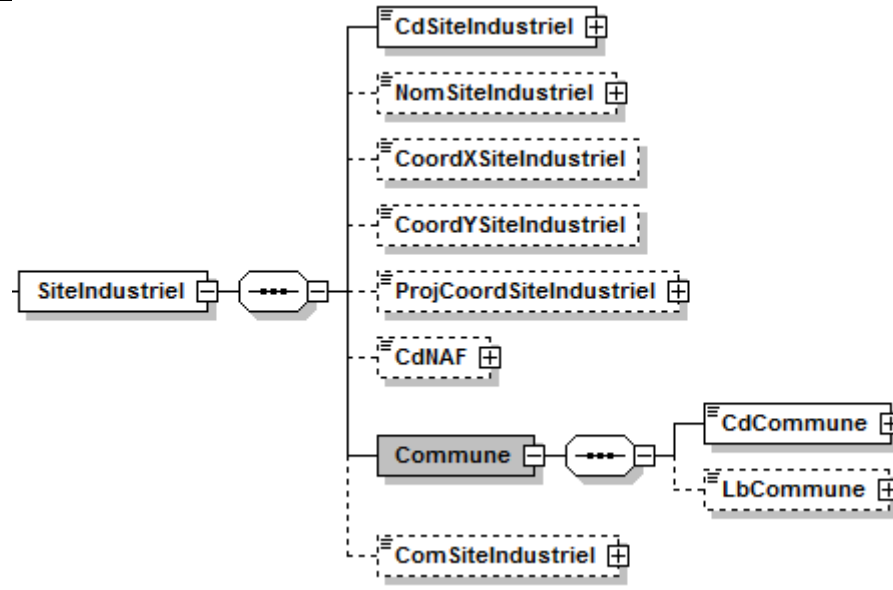 CdSiteIndustriel
NomSiteIndustriel
CoordXSiteIndustriel
CoordYSiteIndustriel
SiteIndustriel
ProjCoordSiteIndustriel
CdNAF
CdCommune
Commune
LbCommune
ComSiteIndustriel